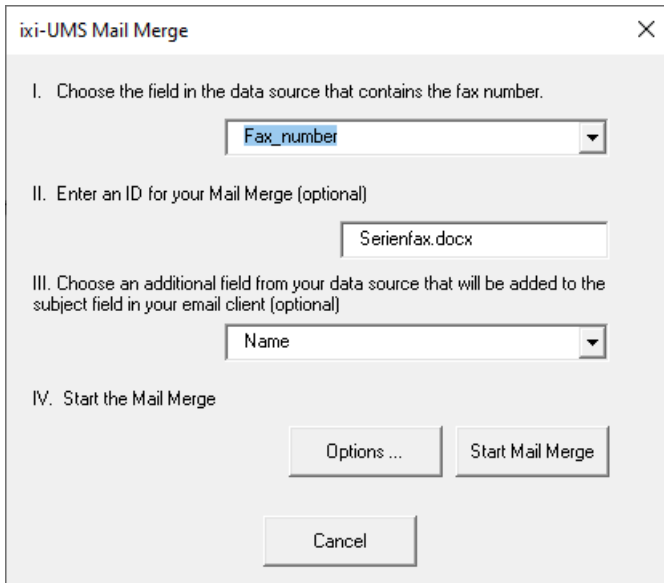 ixi-UMS Mail Merge
I. Choose the field in the data source that contains the fax number.
Fax_number
II. Enter an ID for your Mail Merge (optional)
Serienfax.docx
III. Choose an additional field from your data source that will be added to the
subject field in your email client (optional)
Name
IV. Start the Mail Merge
Options ...
Start Mail Merge
Cancel